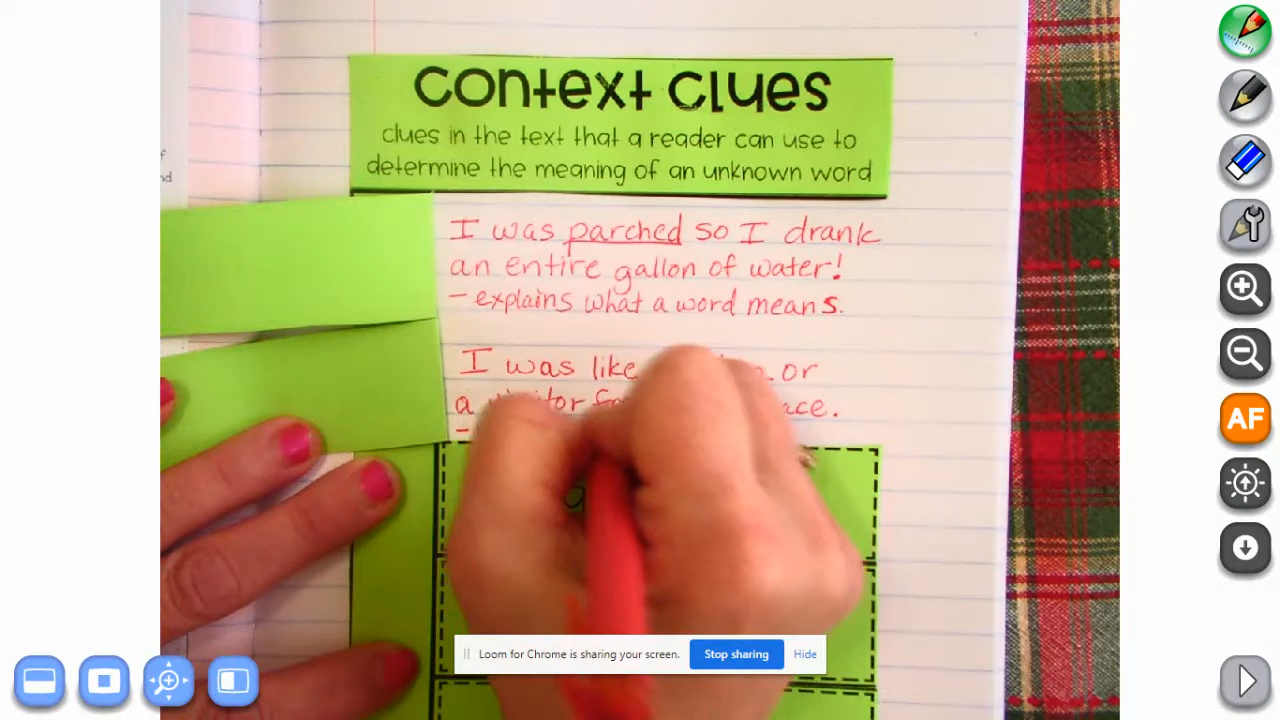 Context Clues
clues in the text that a reader can use to
determine the meaning of an unknown word
I was parched so I drank
an entire gallon of water!
- explains what a word means.
I was like or
a
-
Loom for Chrome is sharing your screen. Stop sharing Hide
AF